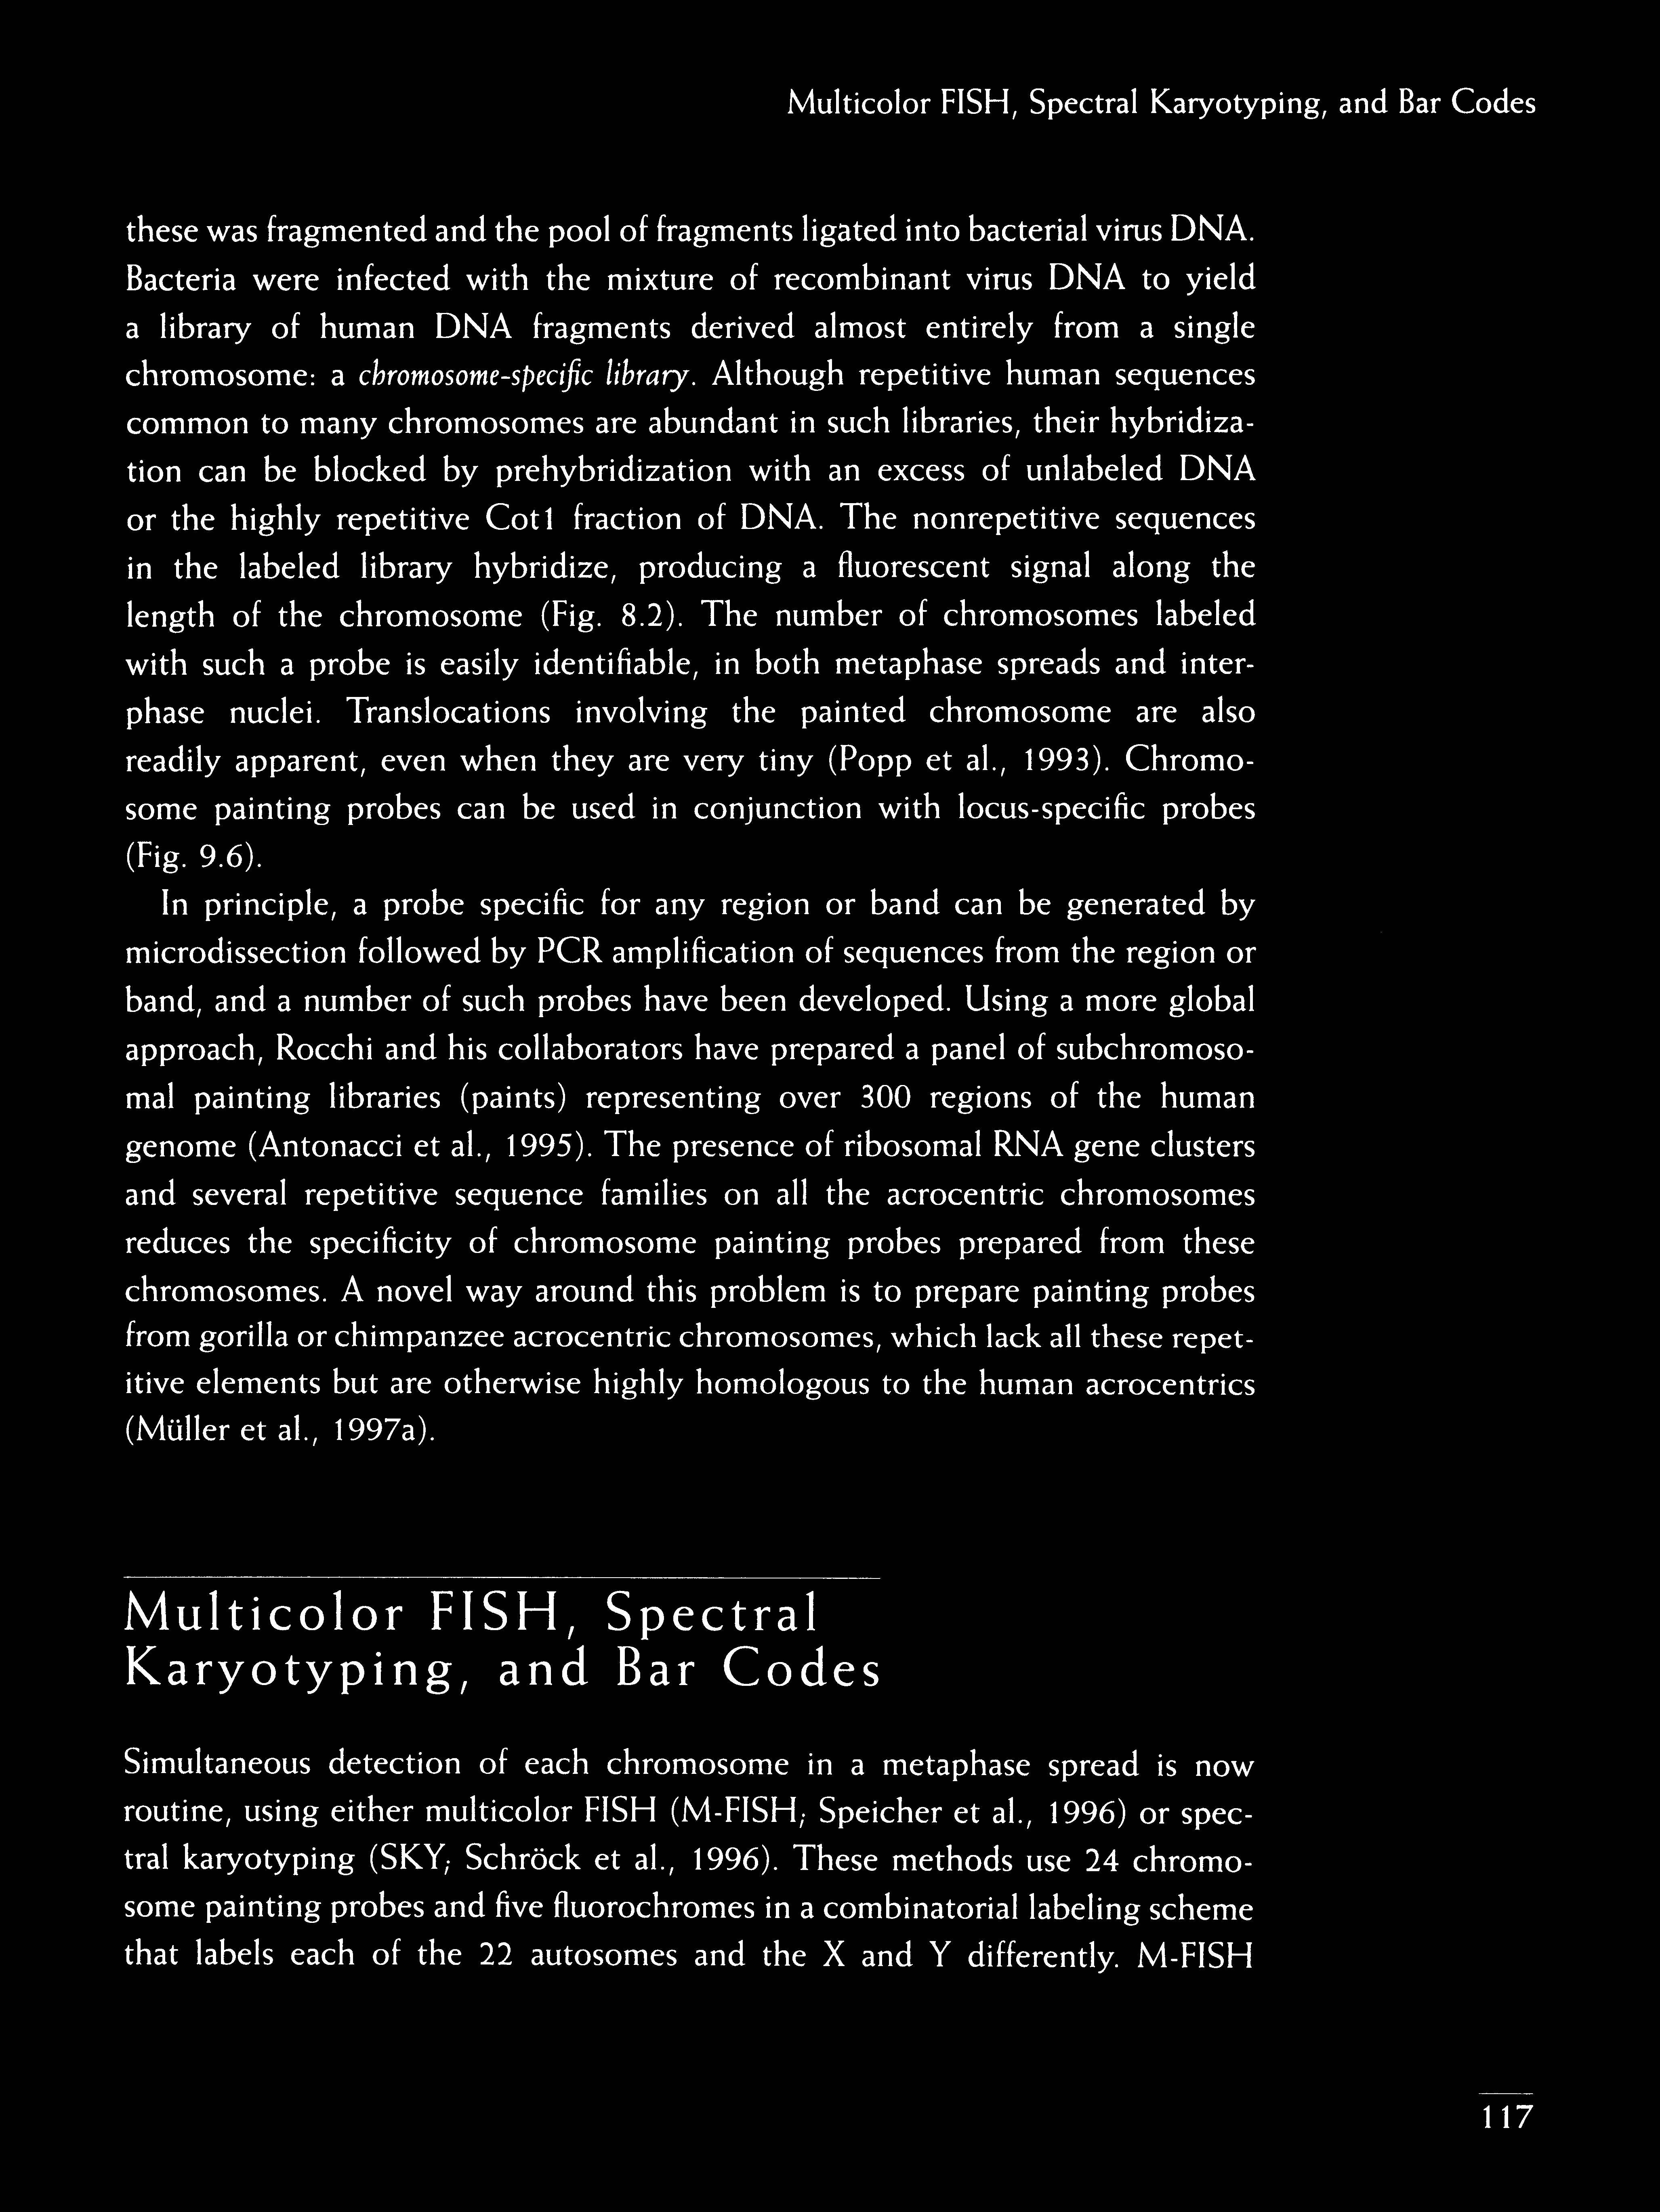 Multicolor FISH, Spectral Karyotyping, and Bar Codes
these was fragmented and the pool of fragments ligated into bacterial virus DNA.
Bacteria were infected with the mixture of recombinant virus DNA to yield
a library of human DNA fragments derived almost entirely from a single
chromosome: a chromosome-specific library. Although repetitive human sequences
common to many chromosomes are abundant in such libraries, their hybridiza-
tion can be blocked by prehybridization with an excess of unlabeled DNA
or the highly repetitive Cot1 fraction of DNA. The nonrepetitive sequences
in the labeled library hybridize, producing a fluorescent signal along the
length of the chromosome (Fig. 8.2). The number of chromosomes labeled
with such a probe is easily identifiable, in both metaphase spreads and inter-
phase nuclei. Translocations involving the painted chromosome are also
readily apparent, even when they are very tiny (Popp et al., 1993). Chromo-
some painting probes can be used in conjunction with locus-specific probes
(Fig. 9.6).
In principle, a probe specific for any region or band can be generated by
microdissection followed by PCR amplification of sequences from the region or
band, and a number of such probes have been developed. Using a more global
approach, Rocchi and his collaborators have prepared a panel of subchromoso-
mal painting libraries (paints) representing over 300 regions of the human
genome (Antonacci et al., 1995). The presence of ribosomal RNA gene clusters
and several repetitive sequence families on all the acrocentric chromosomes
reduces the specificity of chromosome painting probes prepared from these
chromosomes. A novel way around this problem is to prepare painting probes
from gorilla or chimpanzee acrocentric chromosomes, which lack all these repet-
itive elements but are otherwise highly homologous to the human acrocentrics
(Müller et al., 1997a).
Multicolor FISH, Spectral
Karyotyping, and Bar Codes
Simultaneous detection of each chromosome in a metaphase spread is now
routine, using either multicolor FISH (M-FISH; Speicher et al., 1996) or spec-
tral karyotyping (SKY; Schröck et al., 1996). These methods use 24 chromo-
some painting probes and five fluorochromes in a combinatorial labeling scheme
that labels each of the 22 autosomes and the X and Y differently. M-FISH
117